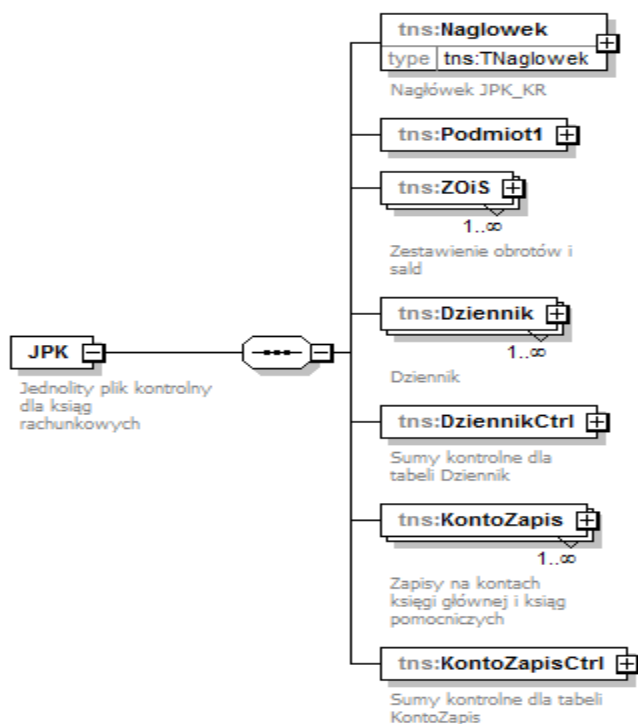 tns:Naglowek
type tns:TNaglowek
Nagłówek JPK_KR
tns:Podmiot1
tns:ZOiS
1..∞
Zestawienie obrotów i
sald
tns:Dziennik
1..∞
Dziennik
JPK
Jednolity plik kontrolny
dla ksiąg
rachunkowych
tns:DziennikCtrl
Sumy kontrolne dla
tabeli Dziennik
tns:KontoZapis
1..∞
Zapisy na kontach
księgi głównej i ksiąg
pomocniczych
tns:KontoZapisCtrl
Sumy kontrolne dla tabeli
KontoZapis